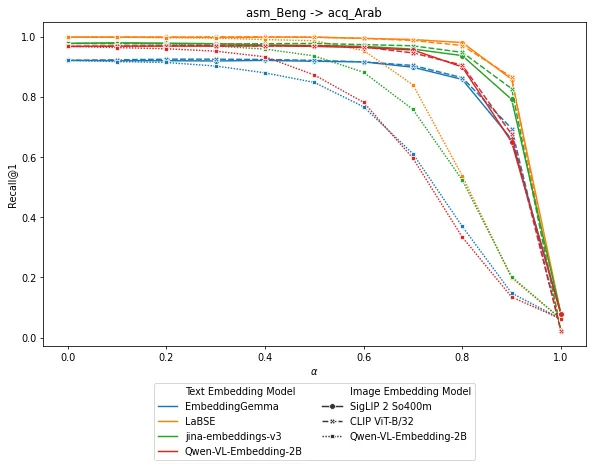 asm_Beng -> acq_Arab
1.0
0.8
0.6
0.4
0.2
0.0
Recall@1
0.0 0.2 0.4 0.6 0.8 1.0
α
Text Embedding Model
EmbeddingGemma
LaBSE
jina-embeddings-v3
Qwen-VL-Embedding-2B
Image Embedding Model
SigLIP 2 So400m
CLIP ViT-B/32
Qwen-VL-Embedding-2B